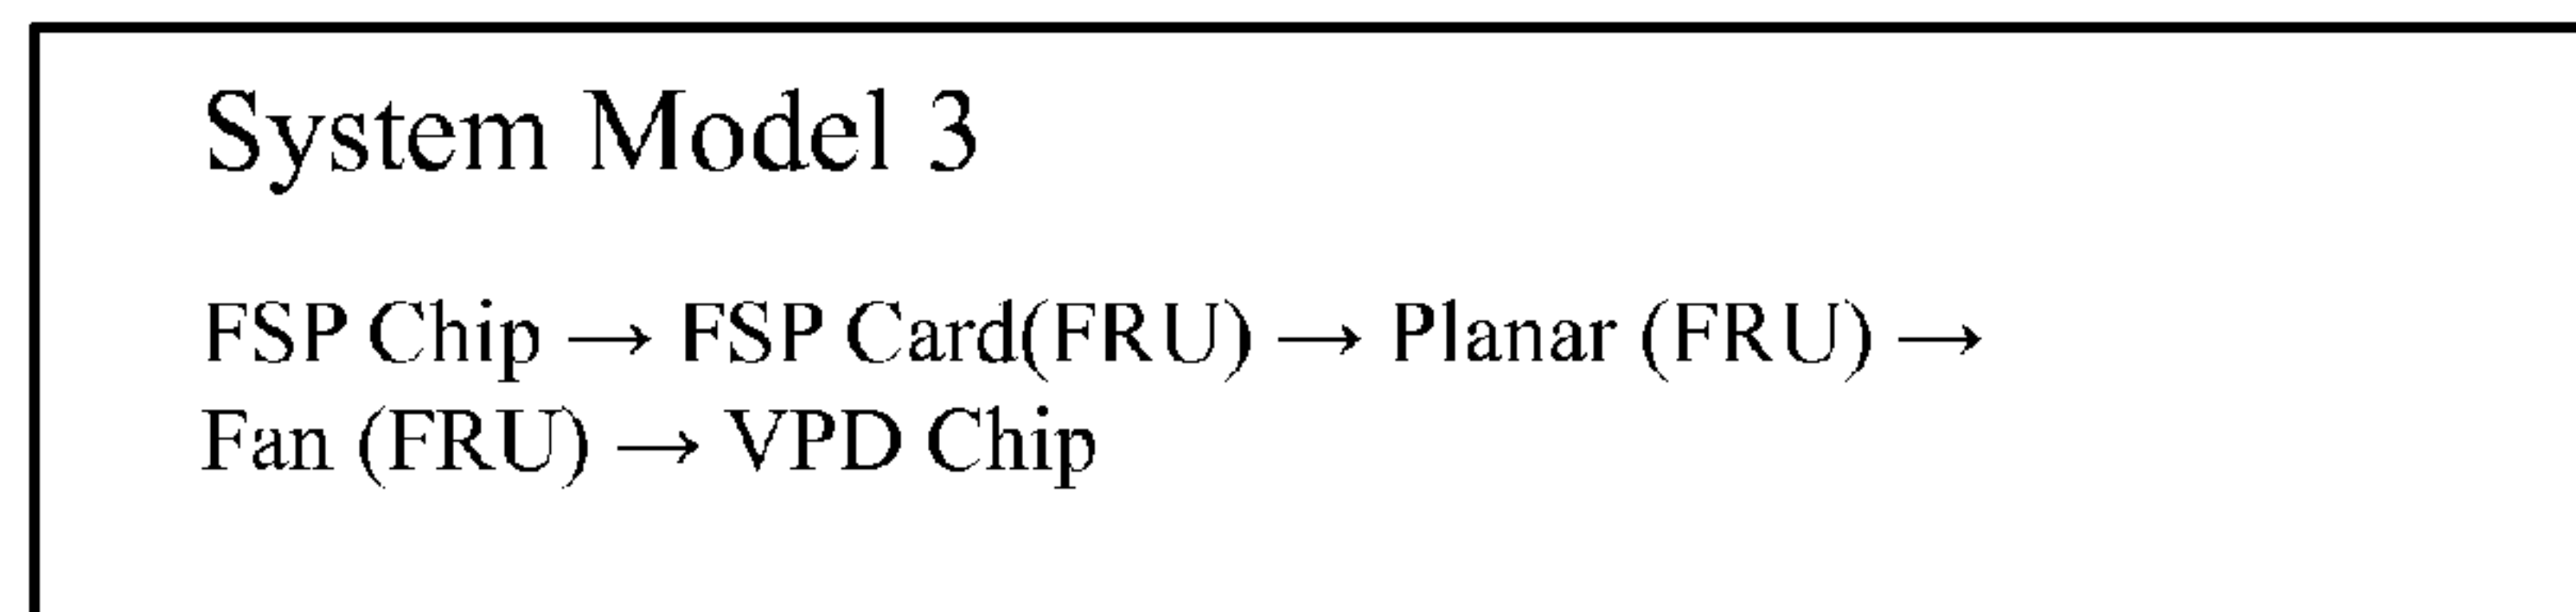 System Model 3
FSP Chip → FSP Card(FRU) → Planar (FRU) →
Fan (FRU) → VPD Chip